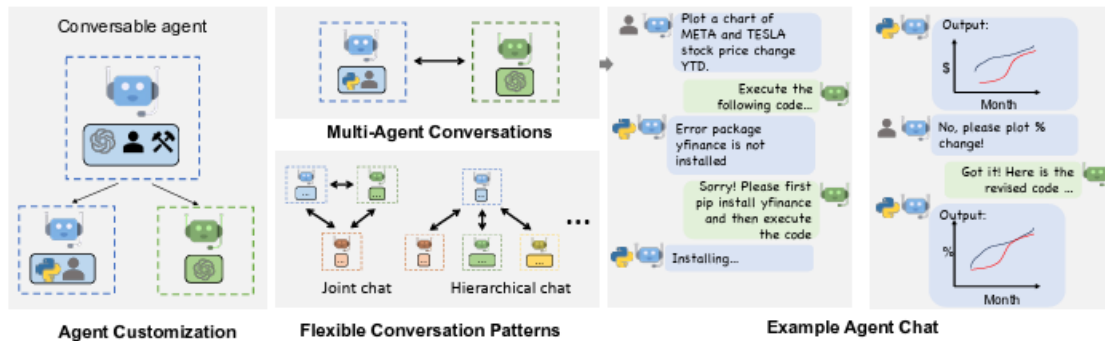 Conversable agent
Agent Customization
Multi-Agent Conversations
...
...
...
...
...
...
...
...
Joint chat
Hierarchical chat
Flexible Conversation Patterns
Plot a chart of
META and TESLA
stock price change
YTD.
Execute the
following code...
Error package
yfinance is not
installed
Sorry! Please first
pip install yfinance
and then execute
the code
Installing...
Output:
$
Month
No, please plot %
change!
Got it! Here is the
revised code ...
Output:
%
Month
Example Agent Chat